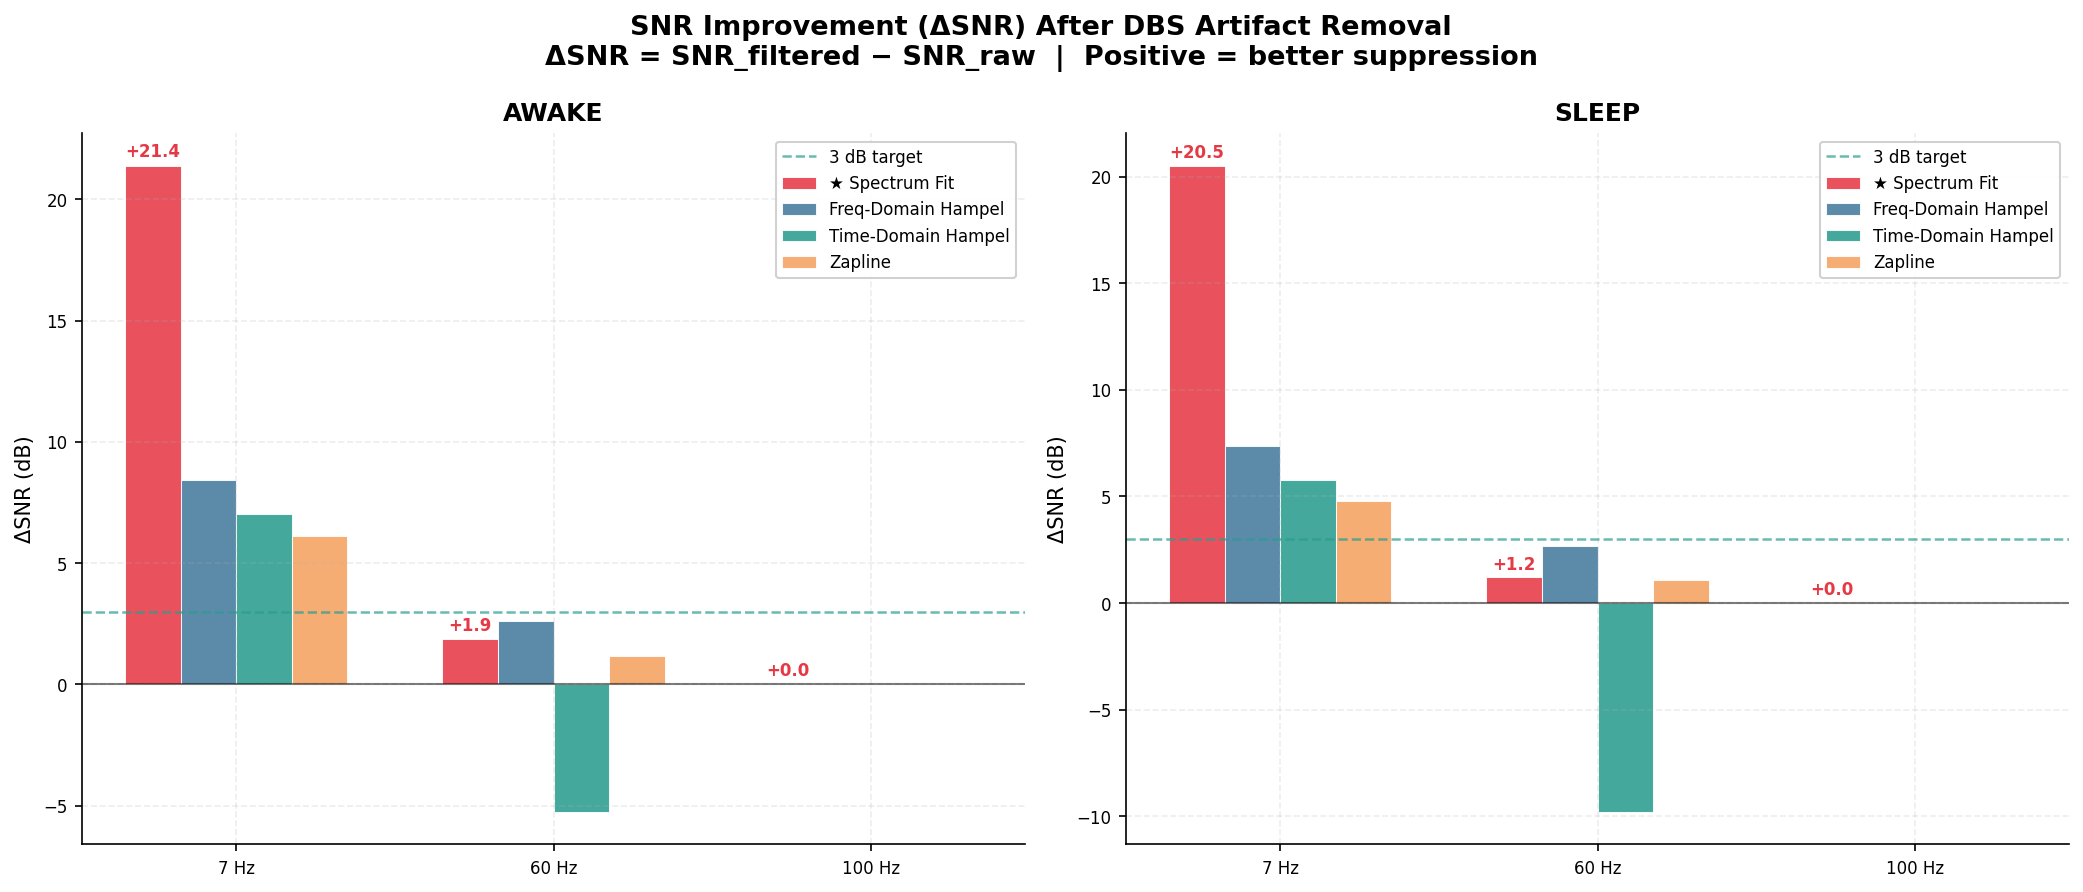 SNR Improvement (ΔSNR) After DBS Artifact Removal
ΔSNR = SNR_filtered − SNR_raw | Positive = better suppression
AWAKE
ΔSNR (dB)
20
15
10
5
0
−5
+21.4
+1.9
+0.0
3 dB target
★ Spectrum Fit
Freq-Domain Hampel
Time-Domain Hampel
Zapline
7 Hz
60 Hz
100 Hz
SLEEP
ΔSNR (dB)
20
15
10
5
0
−5
−10
+20.5
+1.2
+0.0
3 dB target
★ Spectrum Fit
Freq-Domain Hampel
Time-Domain Hampel
Zapline
7 Hz
60 Hz
100 Hz